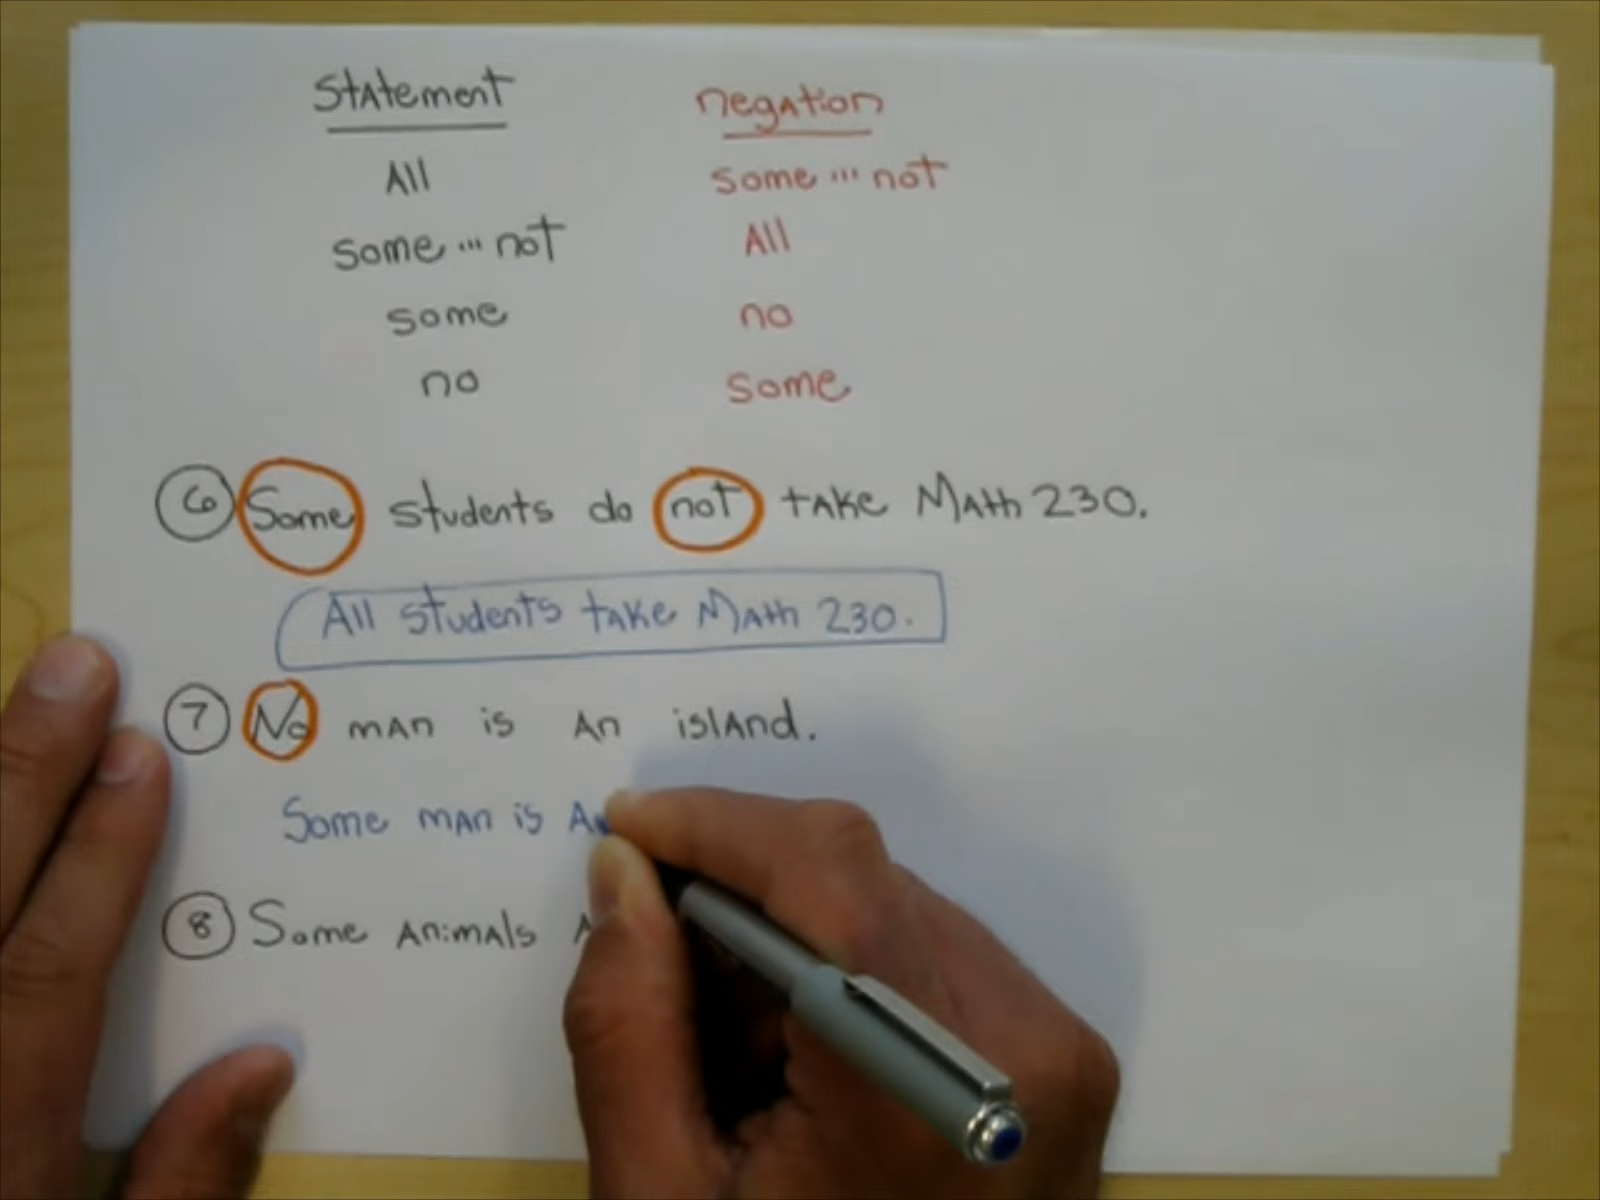 Statement negation
All some ... not
some ... not All
some no
no some
6 Some students do not take Math 230.
All students take Math 230.
7 No man is an island.
Some man is
8 Some animals